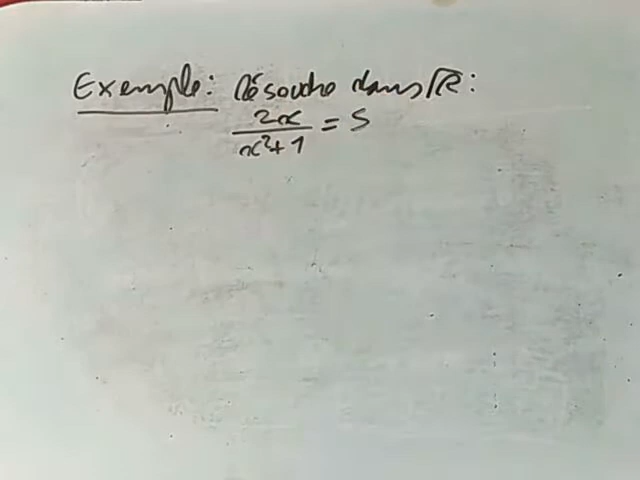 Exemple: Résoudre dans ℝ:
2x/(x²+1) = 5